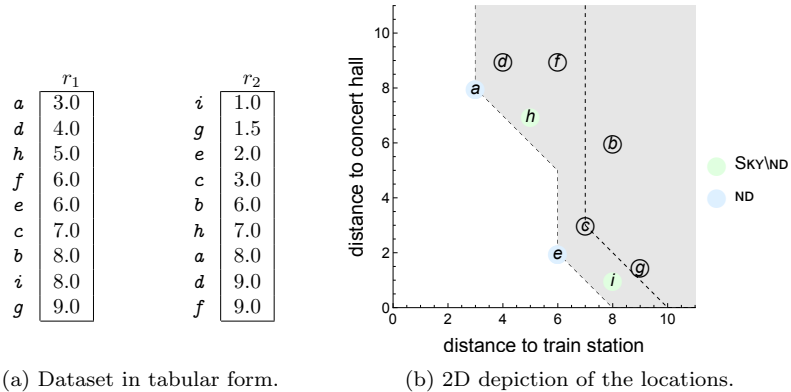 r1
a 3.0
d 4.0
h 5.0
f 6.0
e 6.0
c 7.0
b 8.0
i 8.0
g 9.0
r2
i 1.0
g 1.5
e 2.0
c 3.0
b 6.0
h 7.0
a 8.0
d 9.0
f 9.0
(a) Dataset in tabular form.
distance to concert hall
10
8
6
4
2
0
0 2 4 6 8 10
distance to train station
d
f
a
h
b
c
e
g
i
SKY\ND
ND
(b) 2D depiction of the locations.